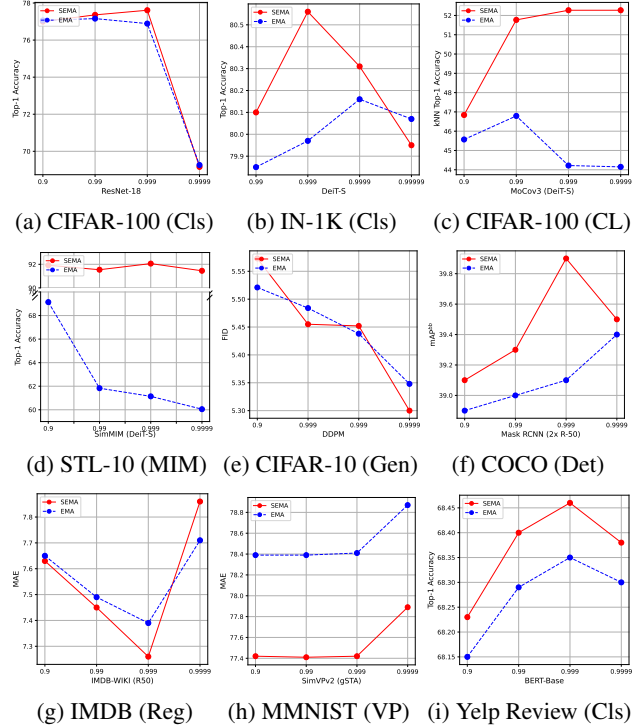 78
76
74
72
70
Top-1 Accuracy
SEMA
EMA
0.9 0.99 0.999 0.9999
ResNet-18
(a) CIFAR-100 (Cls)
80.5
80.4
80.3
80.2
80.1
80.0
79.9
Top-1 Accuracy
SEMA
EMA
0.99 0.999 0.9999 0.99999
DeiT-S
(b) IN-1K (Cls)
52
51
50
49
48
47
46
45
44
kNN Top-1 Accuracy
SEMA
EMA
0.9 0.99 0.999 0.9999
MoCov3 (DeiT-S)
(c) CIFAR-100 (CL)
92
90
68
66
64
62
60
Top-1 Accuracy
SEMA
EMA
0.9 0.99 0.999 0.9999
SimMIM (DeiT-S)
(d) STL-10 (MIM)
5.55
5.50
5.45
5.40
5.35
5.30
FID
SEMA
EMA
0.9 0.99 0.999 0.9999
DDPM
(e) CIFAR-10 (Gen)
39.8
39.6
39.4
39.2
39.0
mAPᵇᵇ
SEMA
EMA
0.9 0.99 0.999 0.9999
Mask RCNN (2x R-50)
(f) COCO (Det)
7.8
7.7
7.6
7.5
7.4
7.3
MAE
SEMA
EMA
0.9 0.99 0.999 0.9999
IMDB-WIKI (R50)
(g) IMDB (Reg)
78.8
78.6
78.4
78.2
78.0
77.8
77.6
77.4
MAE
SEMA
EMA
0.9 0.99 0.999 0.9999
SimVPv2 (gSTA)
(h) MMNIST (VP)
68.45
68.40
68.35
68.30
68.25
68.20
68.15
Top-1 Accuracy
SEMA
EMA
0.9 0.99 0.999 0.9999
BERT-Base
(i) Yelp Review (Cls)